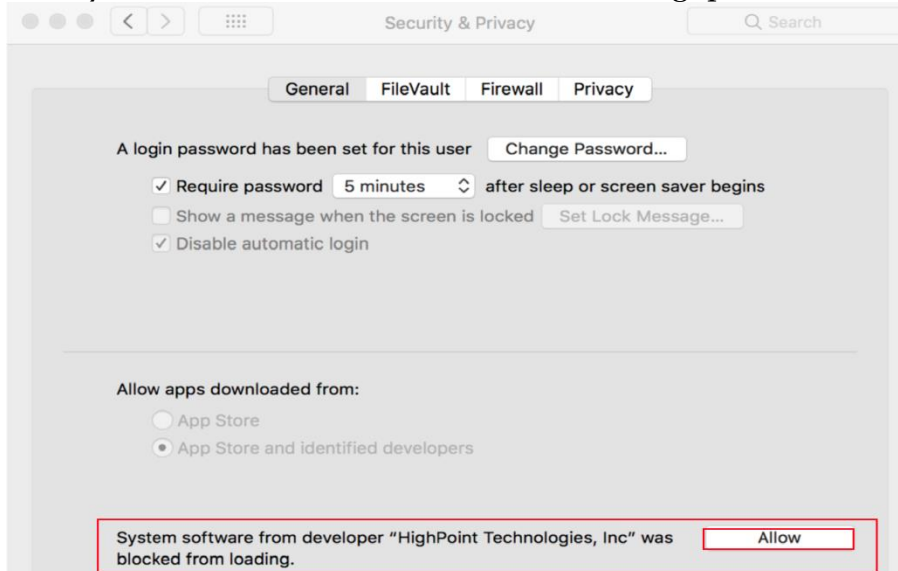 Security & Privacy
Search
General FileVault Firewall Privacy
A login password has been set for this user Change Password...
Require password 5 minutes after sleep or screen saver begins
Show a message when the screen is locked Set Lock Message...
Disable automatic login
Allow apps downloaded from:
App Store
App Store and identified developers
System software from developer "HighPoint Technologies, Inc" was Allow
blocked from loading.